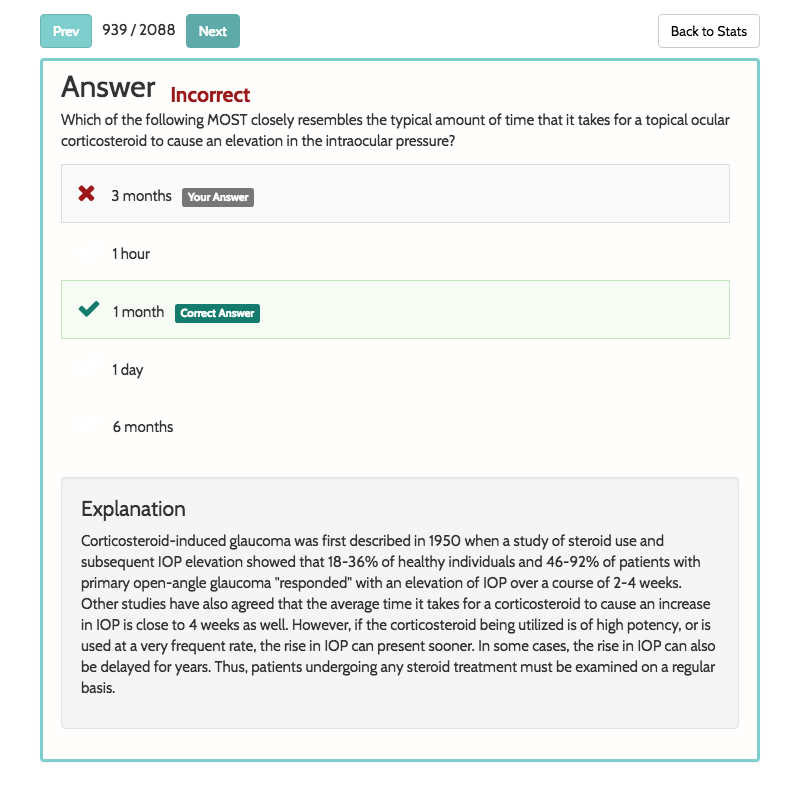 Prev 939 / 2088 Next Back to Stats
Answer Incorrect
Which of the following MOST closely resembles the typical amount of time that it takes for a topical ocular
corticosteroid to cause an elevation in the intraocular pressure?
3 months Your Answer
1 hour
1 month Correct Answer
1 day
6 months
Explanation
Corticosteroid-induced glaucoma was first described in 1950 when a study of steroid use and
subsequent IOP elevation showed that 18-36% of healthy individuals and 46-92% of patients with
primary open-angle glaucoma "responded" with an elevation of IOP over a course of 2-4 weeks.
Other studies have also agreed that the average time it takes for a corticosteroid to cause an increase
in IOP is close to 4 weeks as well. However, if the corticosteroid being utilized is of high potency, or is
used at a very frequent rate, the rise in IOP can present sooner. In some cases, the rise in IOP can also
be delayed for years. Thus, patients undergoing any steroid treatment must be examined on a regular
basis.